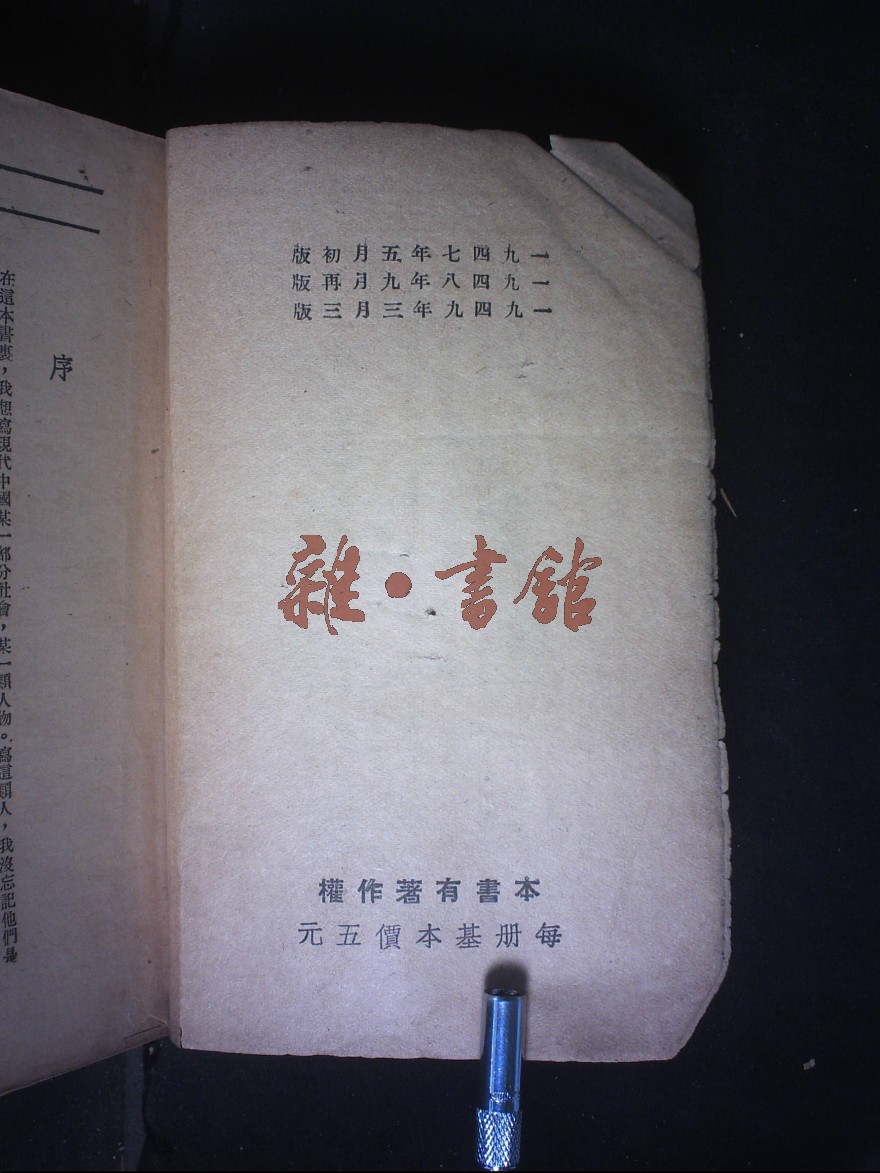 一九四七年五月初版
一九四八年九月再版
一九四九年三月三版
雜·書館
本書有著作權
每册基本價五元
序
在這本書裏,我想寫現代中國某一部分社會,某一類人物。寫這類人,我沒忘記他們是